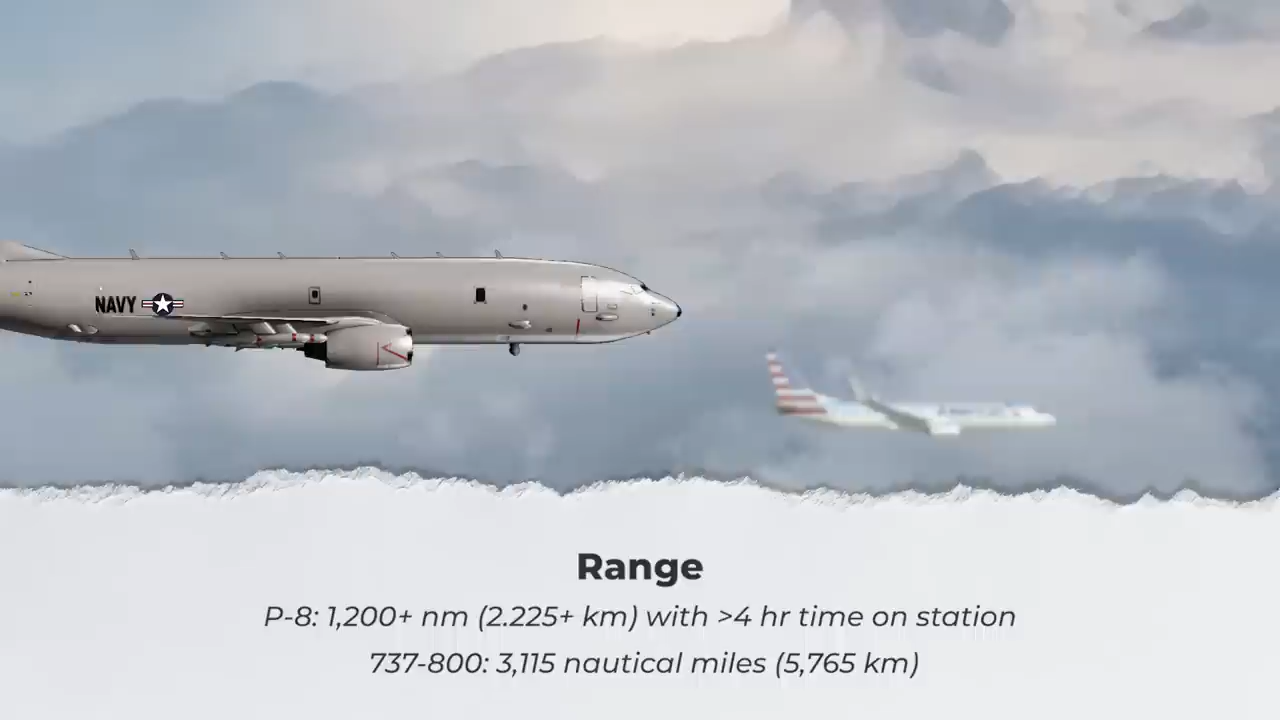 NAVY
Range
P-8: 1,200+ nm (2.225+ km) with >4 hr time on station
737-800: 3,115 nautical miles (5,765 km)